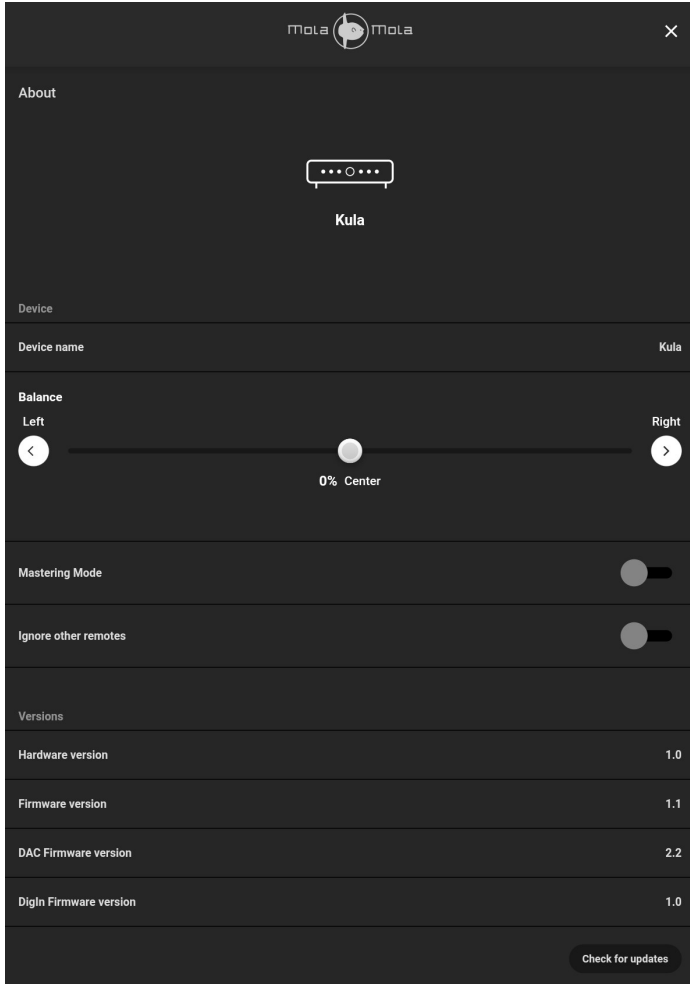 mola mola
About
Kula
Device
Device name Kula
Balance
Left Right
0% Center
Mastering Mode
Ignore other remotes
Versions
Hardware version 1.0
Firmware version 1.1
DAC Firmware version 2.2
DigIn Firmware version 1.0
Check for updates